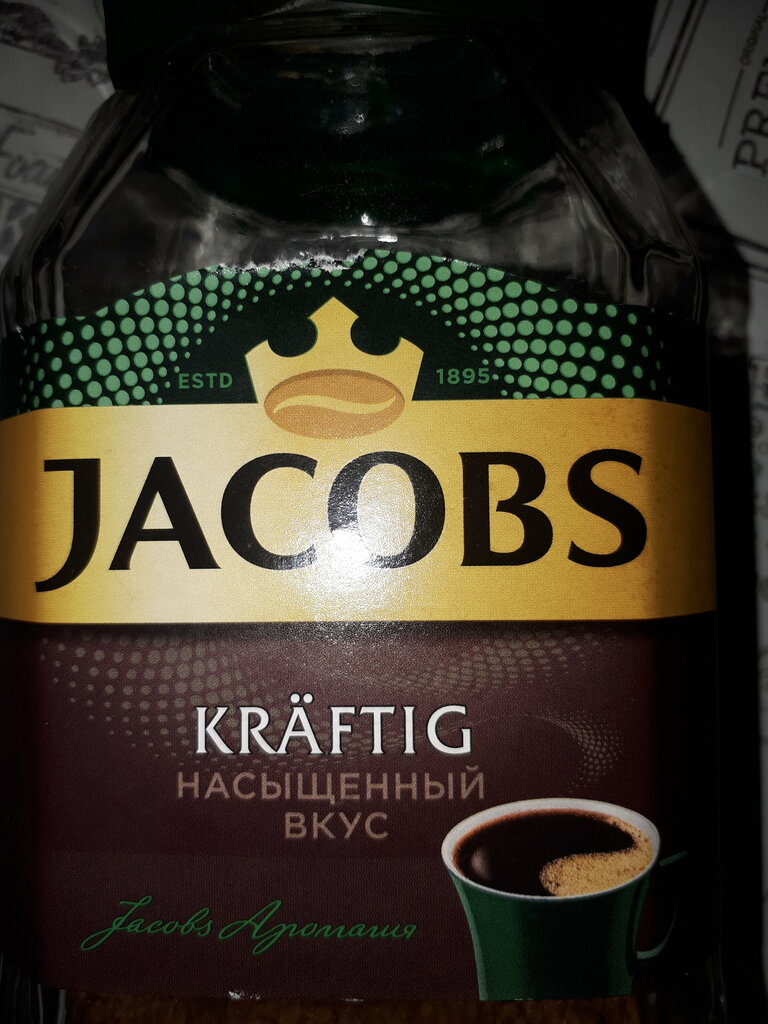 ESTD 1895
JACOBS
KRÄFTIG
НАСЫЩЕННЫЙ
ВКУС
Jacobs Аромагия